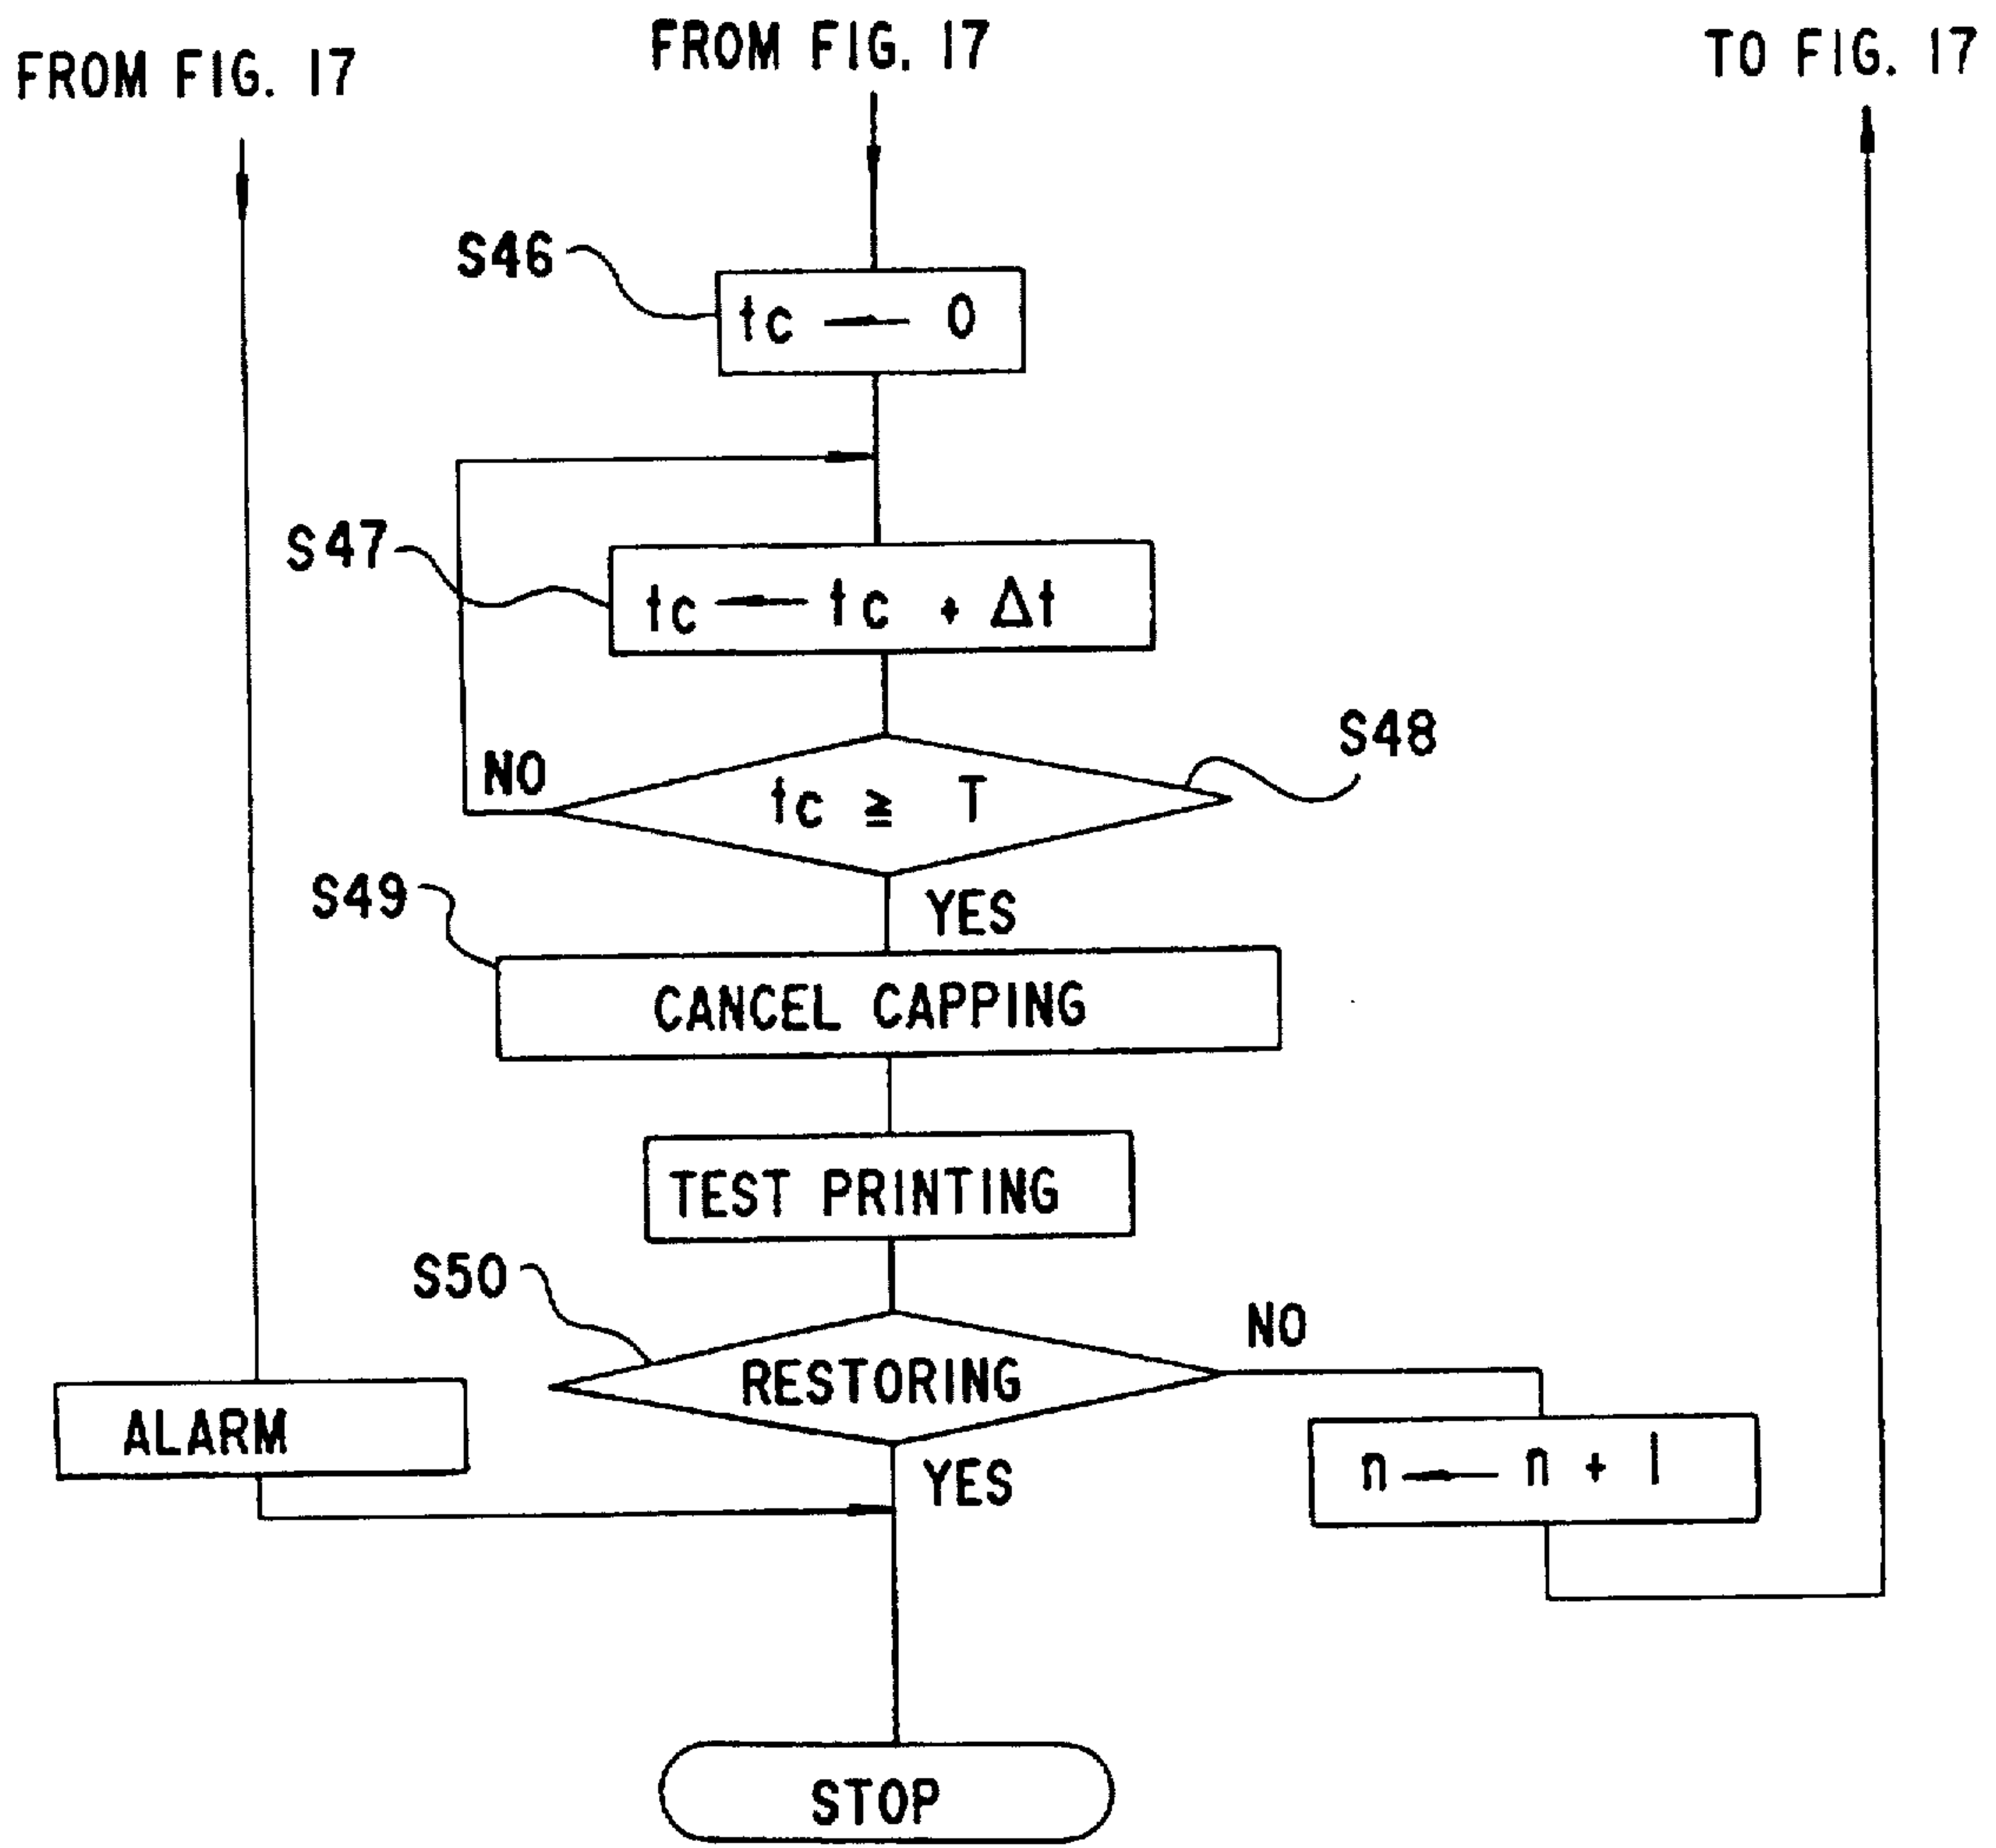 FROM FIG. 17
FROM FIG. 17
TO FIG. 17
S46
tc ← 0
S47
tc ← tc + Δt
S48
NO
tc ≧ T
YES
S49
CANCEL CAPPING
TEST PRINTING
S50
NO
RESTORING
ALARM
YES
n ← n + 1
STOP